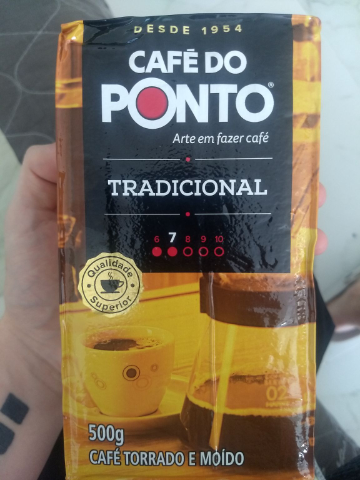 DESDE 1954
CAFÉ DO
PONTO®
Arte em fazer café
TRADICIONAL
6 7 8 9 10
Qualidade
Superior
500g
CAFÉ TORRADO E MOÍDO